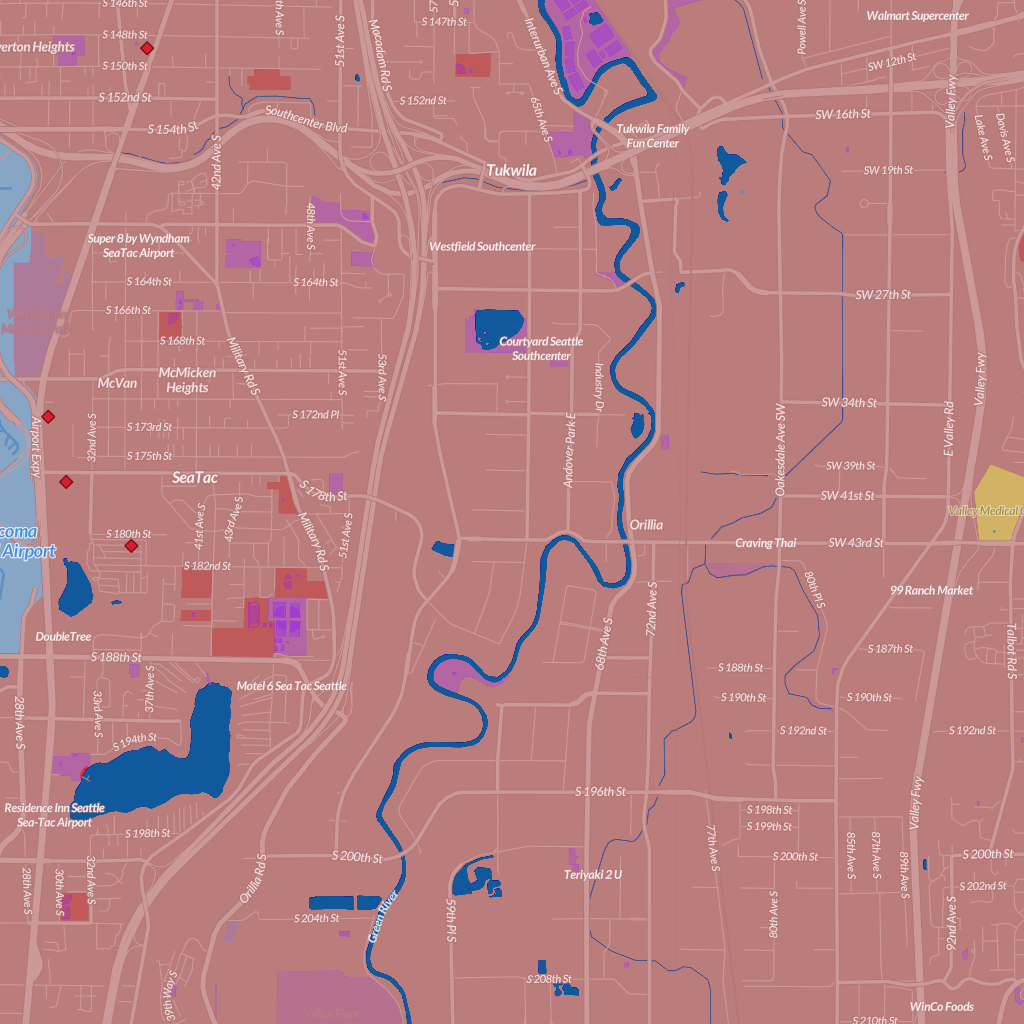 S 146th St
S 147th St
Walmart Supercenter
S 148th St
51st Ave S
Macadam Rd S
Interurban Ave S
Powell Ave S
verton Heights
S 150th St
SW 12th St
S 152nd St
S 152nd St
65th Ave S
Valley Fwy
Southcenter Blvd
SW 16th St
S 154th St
Tukwila Family
Fun Center
Lake Ave S
Davis Ave S
42nd Ave S
Tukwila
SW 19th St
48th Ave S
Super 8 by Wyndham
SeaTac Airport
Westfield Southcenter
S 164th St
S 164th St
SW 27th St
S 166th St
S 168th St
Courtyard Seattle
Southcenter
Military Rd S
51st Ave S
53rd Ave S
Industry Dr
Valley Fwy
McVan
McMicken
Heights
S 172nd Pl
SW 34th St
S 173rd St
32nd Ave S
Airport Expy
Andover Park E
Oakesdale Ave SW
E Valley Rd
S 175th St
SW 39th St
SeaTac
S 178th St
SW 41st St
Valley Medical C
41st Ave S
43rd Ave S
Military Rd S
51st Ave S
Orillia
coma
Airport
S 180th St
Craving Thai
SW 43rd St
S 182nd St
80th Pl S
99 Ranch Market
72nd Ave S
68th Ave S
DoubleTree
Talbot Rd S
S 187th St
S 188th St
S 188th St
37th Ave S
Motel 6 Sea Tac Seattle
33rd Ave S
28th Ave S
S 190th St
S 190th St
S 192nd St
S 192nd St
S 194th St
S 196th St
Valley Fwy
Residence Inn Seattle
Sea-Tac Airport
S 198th St
S 198th St
S 199th St
77th Ave S
85th Ave S
87th Ave S
89th Ave S
S 200th St
S 200th St
S 200th St
28th Ave S
30th Ave S
32nd Ave S
Orillia Rd S
Teriyaki 2 U
S 202nd St
Green River
S 204th St
59th Pl S
80th Ave S
92nd Ave S
39th Way S
S 208th St
Valley Floor
WinCo Foods
S 210th St